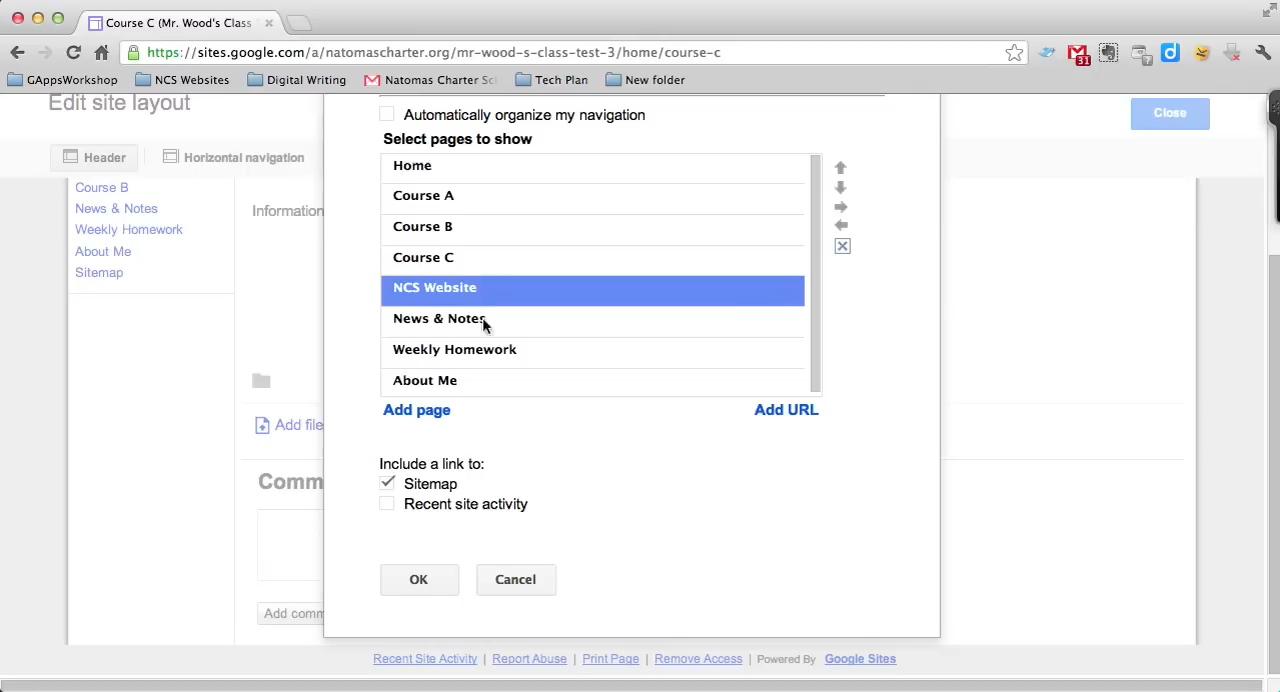 Course C (Mr. Wood's Class
https://sites.google.com/a/natomascharter.org/mr-wood-s-class-test-3/home/course-c
31
GAppsWorkshop NCS Websites Digital Writing Natomas Charter Sc Tech Plan New folder
Edit site layout
Close
Header Horizontal navigation
Course B
News & Notes
Weekly Homework
About Me
Sitemap
Information
Add file
Comm
Add comm
Automatically organize my navigation
Select pages to show
Home
Course A
Course B
Course C
NCS Website
News & Notes
Weekly Homework
About Me
Add page Add URL
Include a link to:
Sitemap
Recent site activity
OK Cancel
Recent Site Activity | Report Abuse | Print Page | Remove Access | Powered By Google Sites